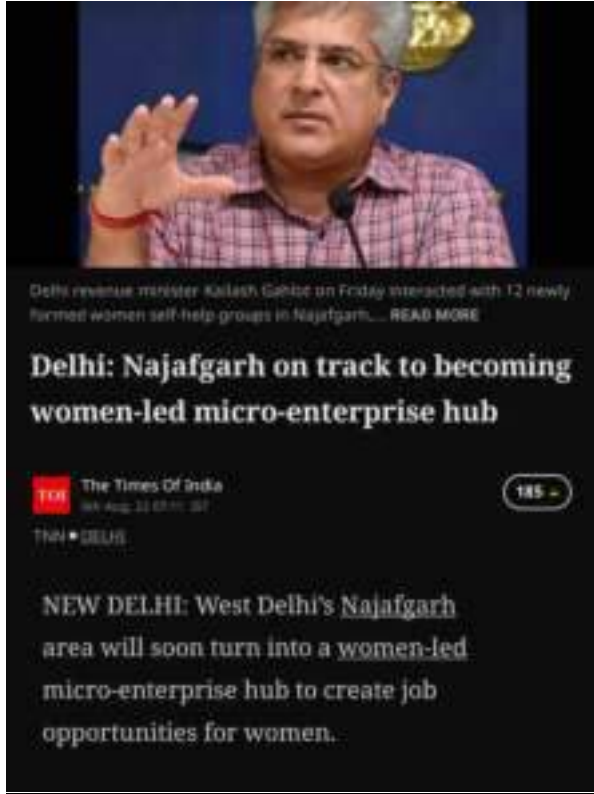 Delhi revenue minister Kailash Gahlot on Friday interacted with 12 newly
formed women self-help groups in Najafgarh,... READ MORE
Delhi: Najafgarh on track to becoming
women-led micro-enterprise hub
TOI
The Times Of India
185
TNN DELHI
NEW DELHI: West Delhi's Najafgarh
area will soon turn into a women-led
micro-enterprise hub to create job
opportunities for women.